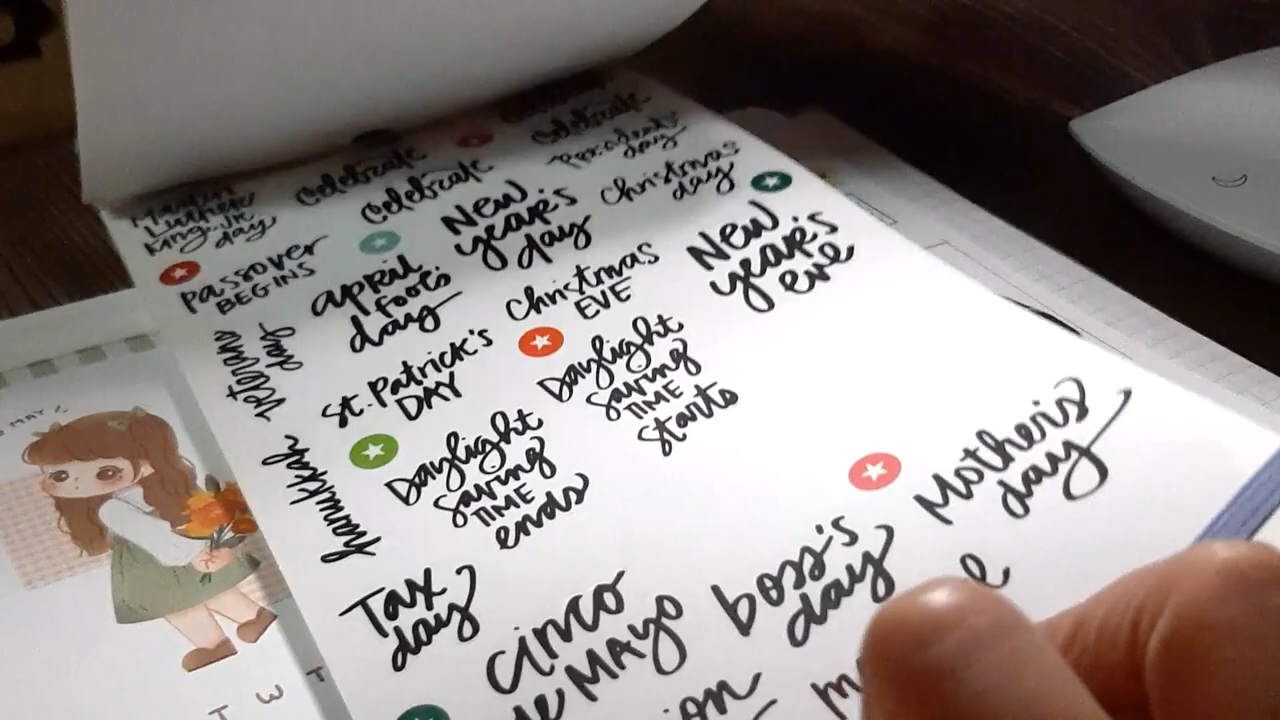 Celebrate
Celebrate
Celebrate
President's
day
Martin
Luther
King, Jr.
day
New
year's
day
Christmas
day
Passover
BEGINS
April
fools
day
Christmas
EVE
New
year's
eve
Veterans
day
St. Patrick's
DAY
Daylight
Saving
TIME
Starts
hanukkah
Daylight
Saving
TIME
ends
Mother's
day
Tax
day
Cinco
de MAYO
boss's
day
MAY
T W T